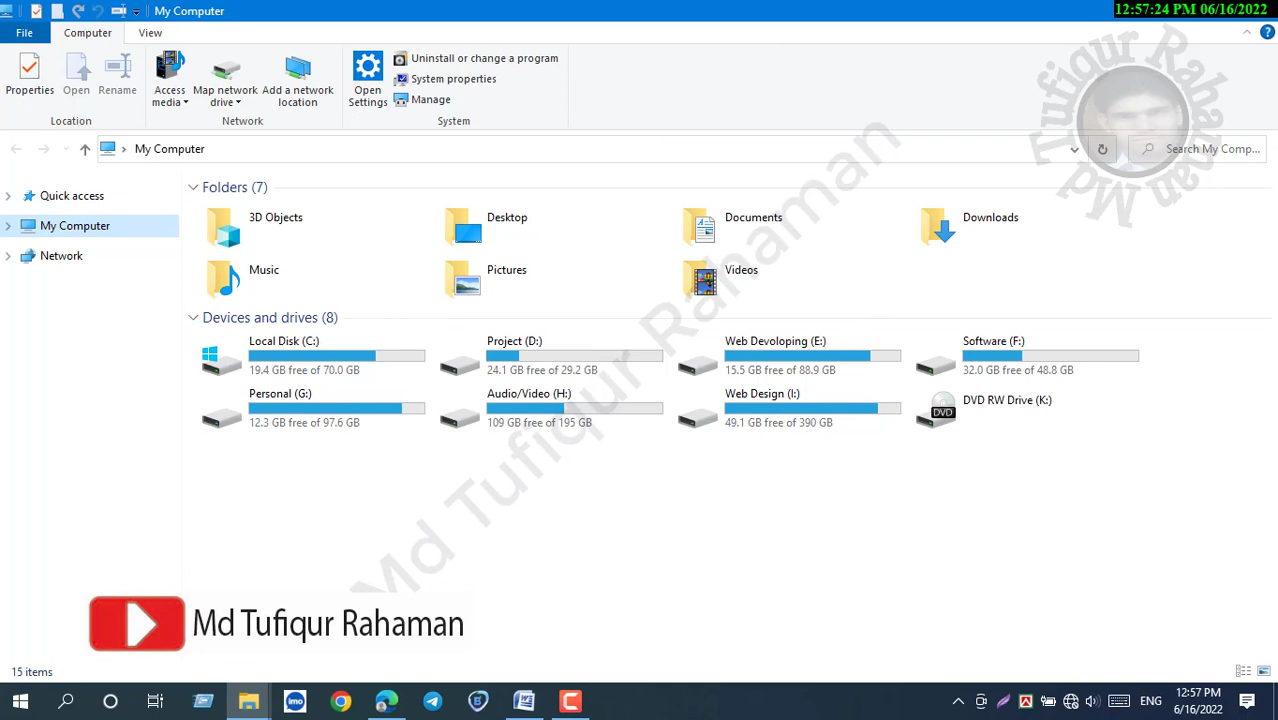 My Computer
12:57:24 PM 06/16/2022
File
Computer
View
Properties
Open
Rename
Access media
Map network drive
Add a network location
Open Settings
Uninstall or change a program
System properties
Manage
Location
Network
System
My Computer
Search My Comp...
Md Tufiqur Rahaman
Quick access
My Computer
Network
Folders (7)
3D Objects
Desktop
Documents
Downloads
Music
Pictures
Videos
Devices and drives (8)
Local Disk (C:)
19.4 GB free of 70.0 GB
Project (D:)
24.1 GB free of 29.2 GB
Web Devoloping (E:)
15.5 GB free of 88.9 GB
Software (F:)
32.0 GB free of 48.8 GB
Personal (G:)
12.3 GB free of 97.6 GB
Audio/Video (H:)
109 GB free of 195 GB
Web Design (I:)
49.1 GB free of 390 GB
DVD RW Drive (K:)
DVD
Md Tufiqur Rahaman
Md Tufiqur Rahaman
15 items
imo
ENG
12:57 PM
6/16/2022